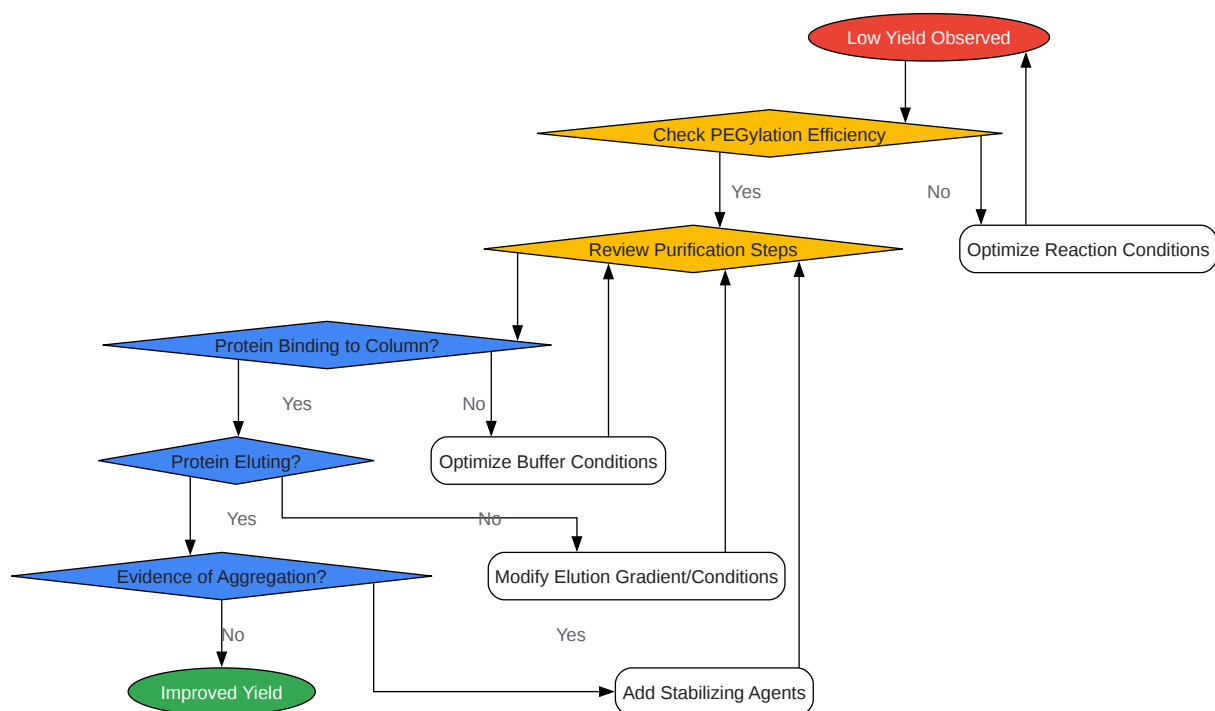 Low Yield Observed
Check PEGylation Efficiency
Yes
No
Review Purification Steps
Optimize Reaction Conditions
Protein Binding to Column?
Yes
No
Protein Eluting?
Optimize Buffer Conditions
Yes
No
Evidence of Aggregation?
Modify Elution Gradient/Conditions
No
Yes
Improved Yield
Add Stabilizing Agents